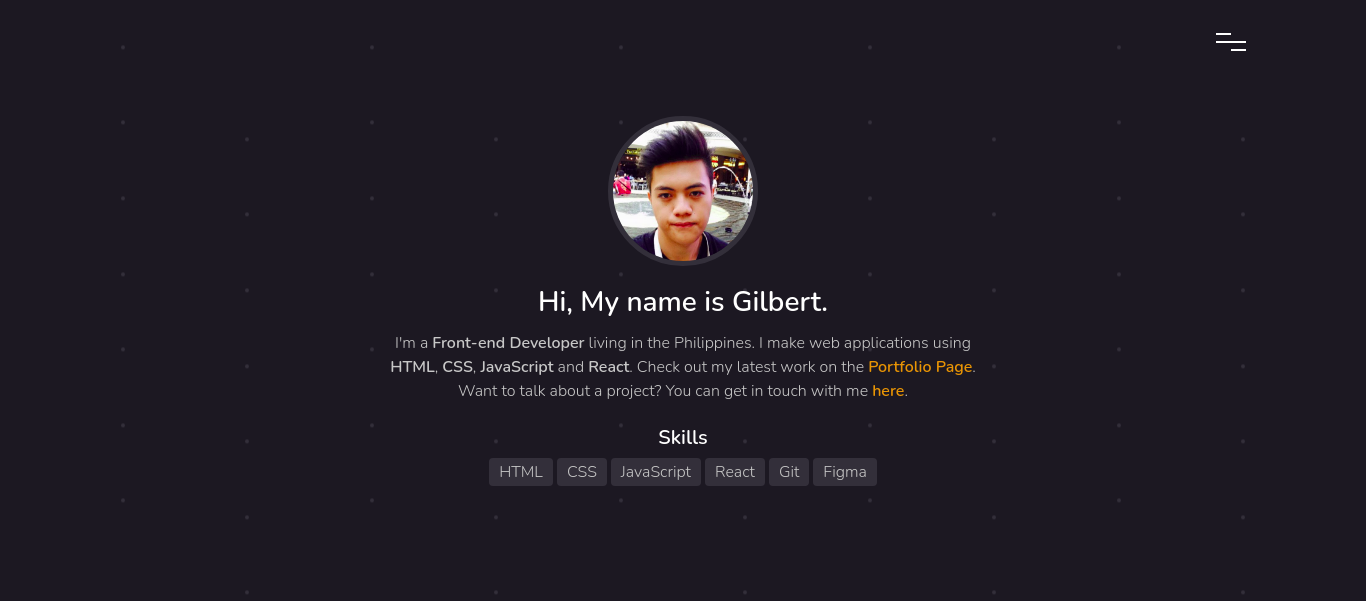 Hi, My name is Gilbert.
I'm a Front-end Developer living in the Philippines. I make web applications using
HTML, CSS, JavaScript and React. Check out my latest work on the Portfolio Page.
Want to talk about a project? You can get in touch with me here.
Skills
HTML CSS JavaScript React Git Figma